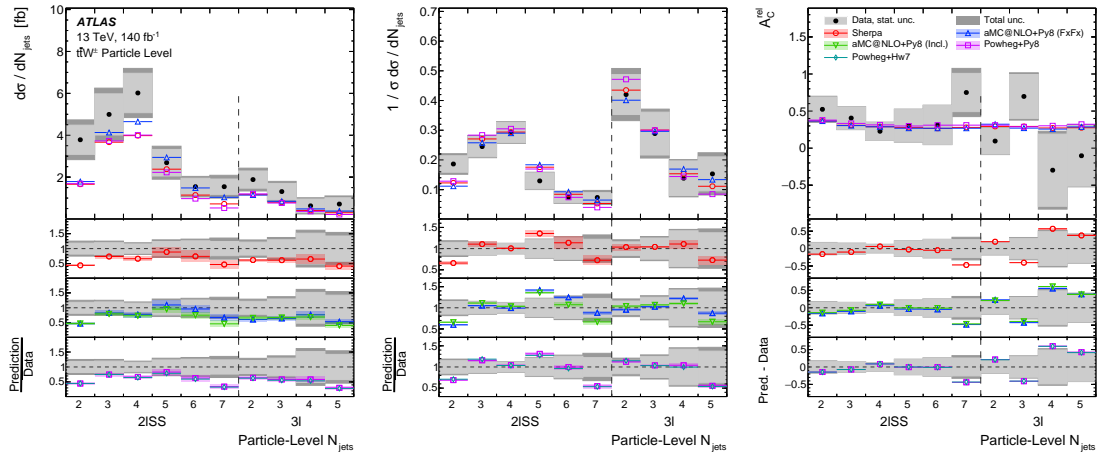 dσ / dN_jets [fb]
ATLAS
13 TeV, 140 fb⁻¹
tt̄W± Particle Level
10
8
6
4
2
1.5
1
0.5
1.5
1
0.5
1.5
1
0.5
Prediction
Data
2 3 4 5 6 7 2 3 4 5
2lSS 3l
Particle-Level N_jets
1 / σ dσ / dN_jets
0.7
0.6
0.5
0.4
0.3
0.2
0.1
1.5
1
0.5
1.5
1
0.5
1.5
1
0.5
Prediction
Data
2 3 4 5 6 7 2 3 4 5
2lSS 3l
Particle-Level N_jets
A_C^rel
Data, stat. unc. Total unc.
Sherpa aMC@NLO+Py8 (FxFx)
aMC@NLO+Py8 (Incl.) Powheg+Py8
Powheg+Hw7
1.5
1
0.5
0
−0.5
0.5
0
−0.5
0.5
0
−0.5
0.5
0
−0.5
Pred. - Data
2 3 4 5 6 7 2 3 4 5
2lSS 3l
Particle-Level N_jets